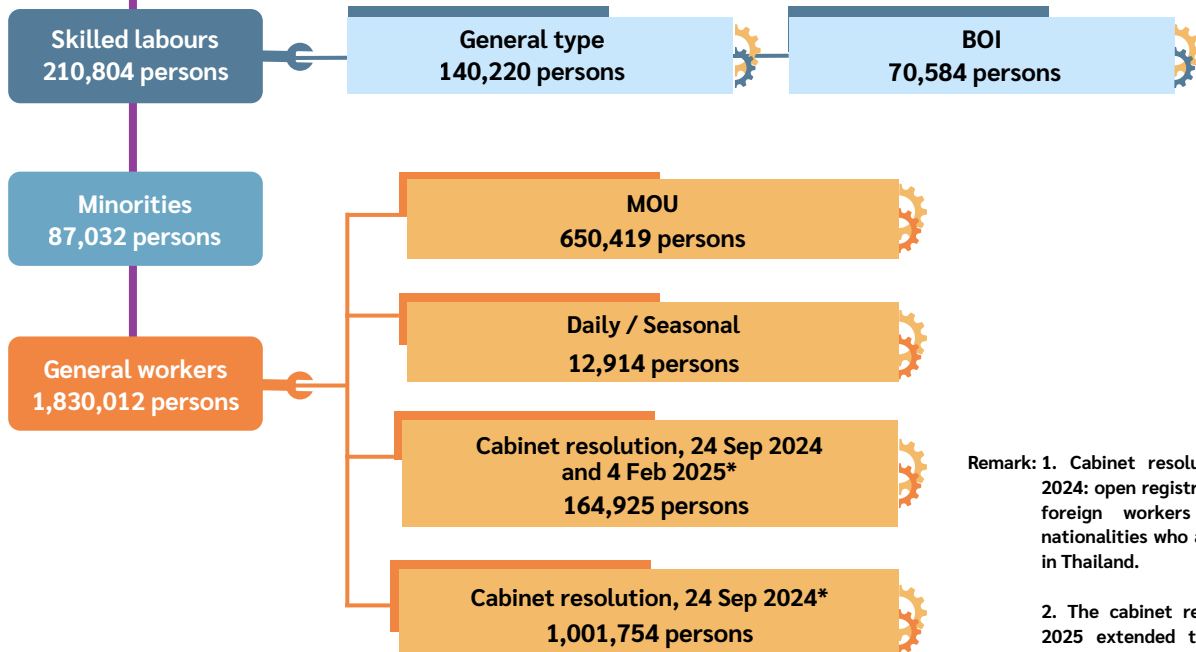 Skilled labours
210,804 persons
General type
140,220 persons
BOI
70,584 persons
Minorities
87,032 persons
MOU
650,419 persons
Daily / Seasonal
12,914 persons
General workers
1,830,012 persons
Cabinet resolution, 24 Sep 2024
and 4 Feb 2025*
164,925 persons
Cabinet resolution, 24 Sep 2024*
1,001,754 persons
Remark: 1. Cabinet
2024: open
foreign workers
nationalities who
in Thailand.
2. The cabinet
2025 extended